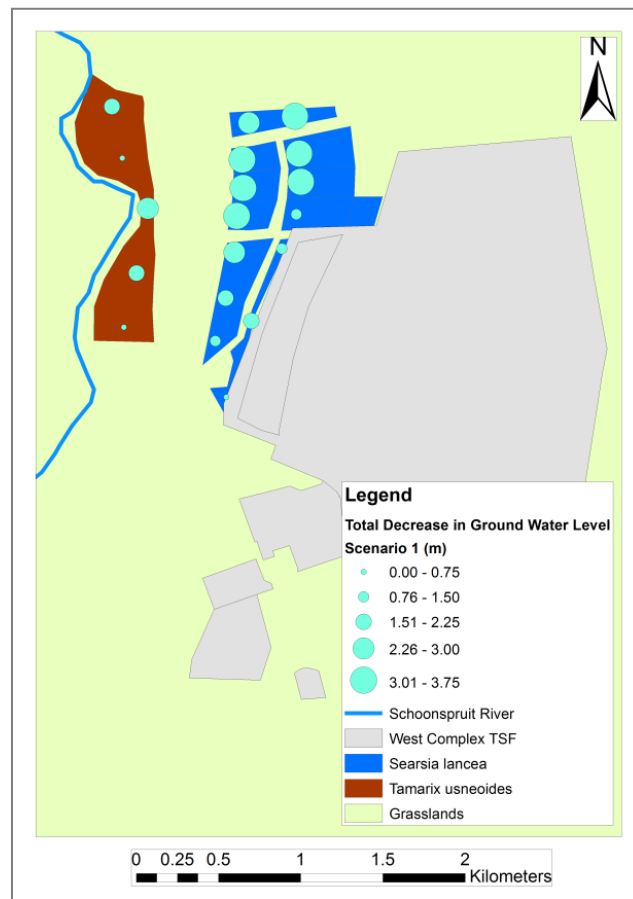 N
Legend
Total Decrease in Ground Water Level
Scenario 1 (m)
0.00 - 0.75
0.76 - 1.50
1.51 - 2.25
2.26 - 3.00
3.01 - 3.75
Schoonspruit River
West Complex TSF
Searsia lancea
Tamarix usneoides
Grasslands
0 0.25 0.5 1 1.5 2
Kilometers